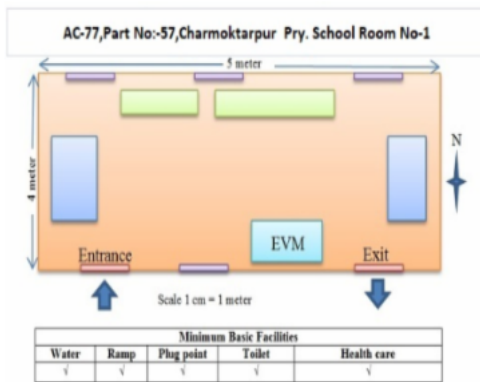 AC-77,Part No:-57,Charmoktarpur Pry. School Room No-1
5 meter
4 meter
N
EVM
Entrance
Exit
Scale 1 cm = 1 meter
Minimum Basic Facilities
Water Ramp Plug point Toilet Health care
√ √ √ √ √